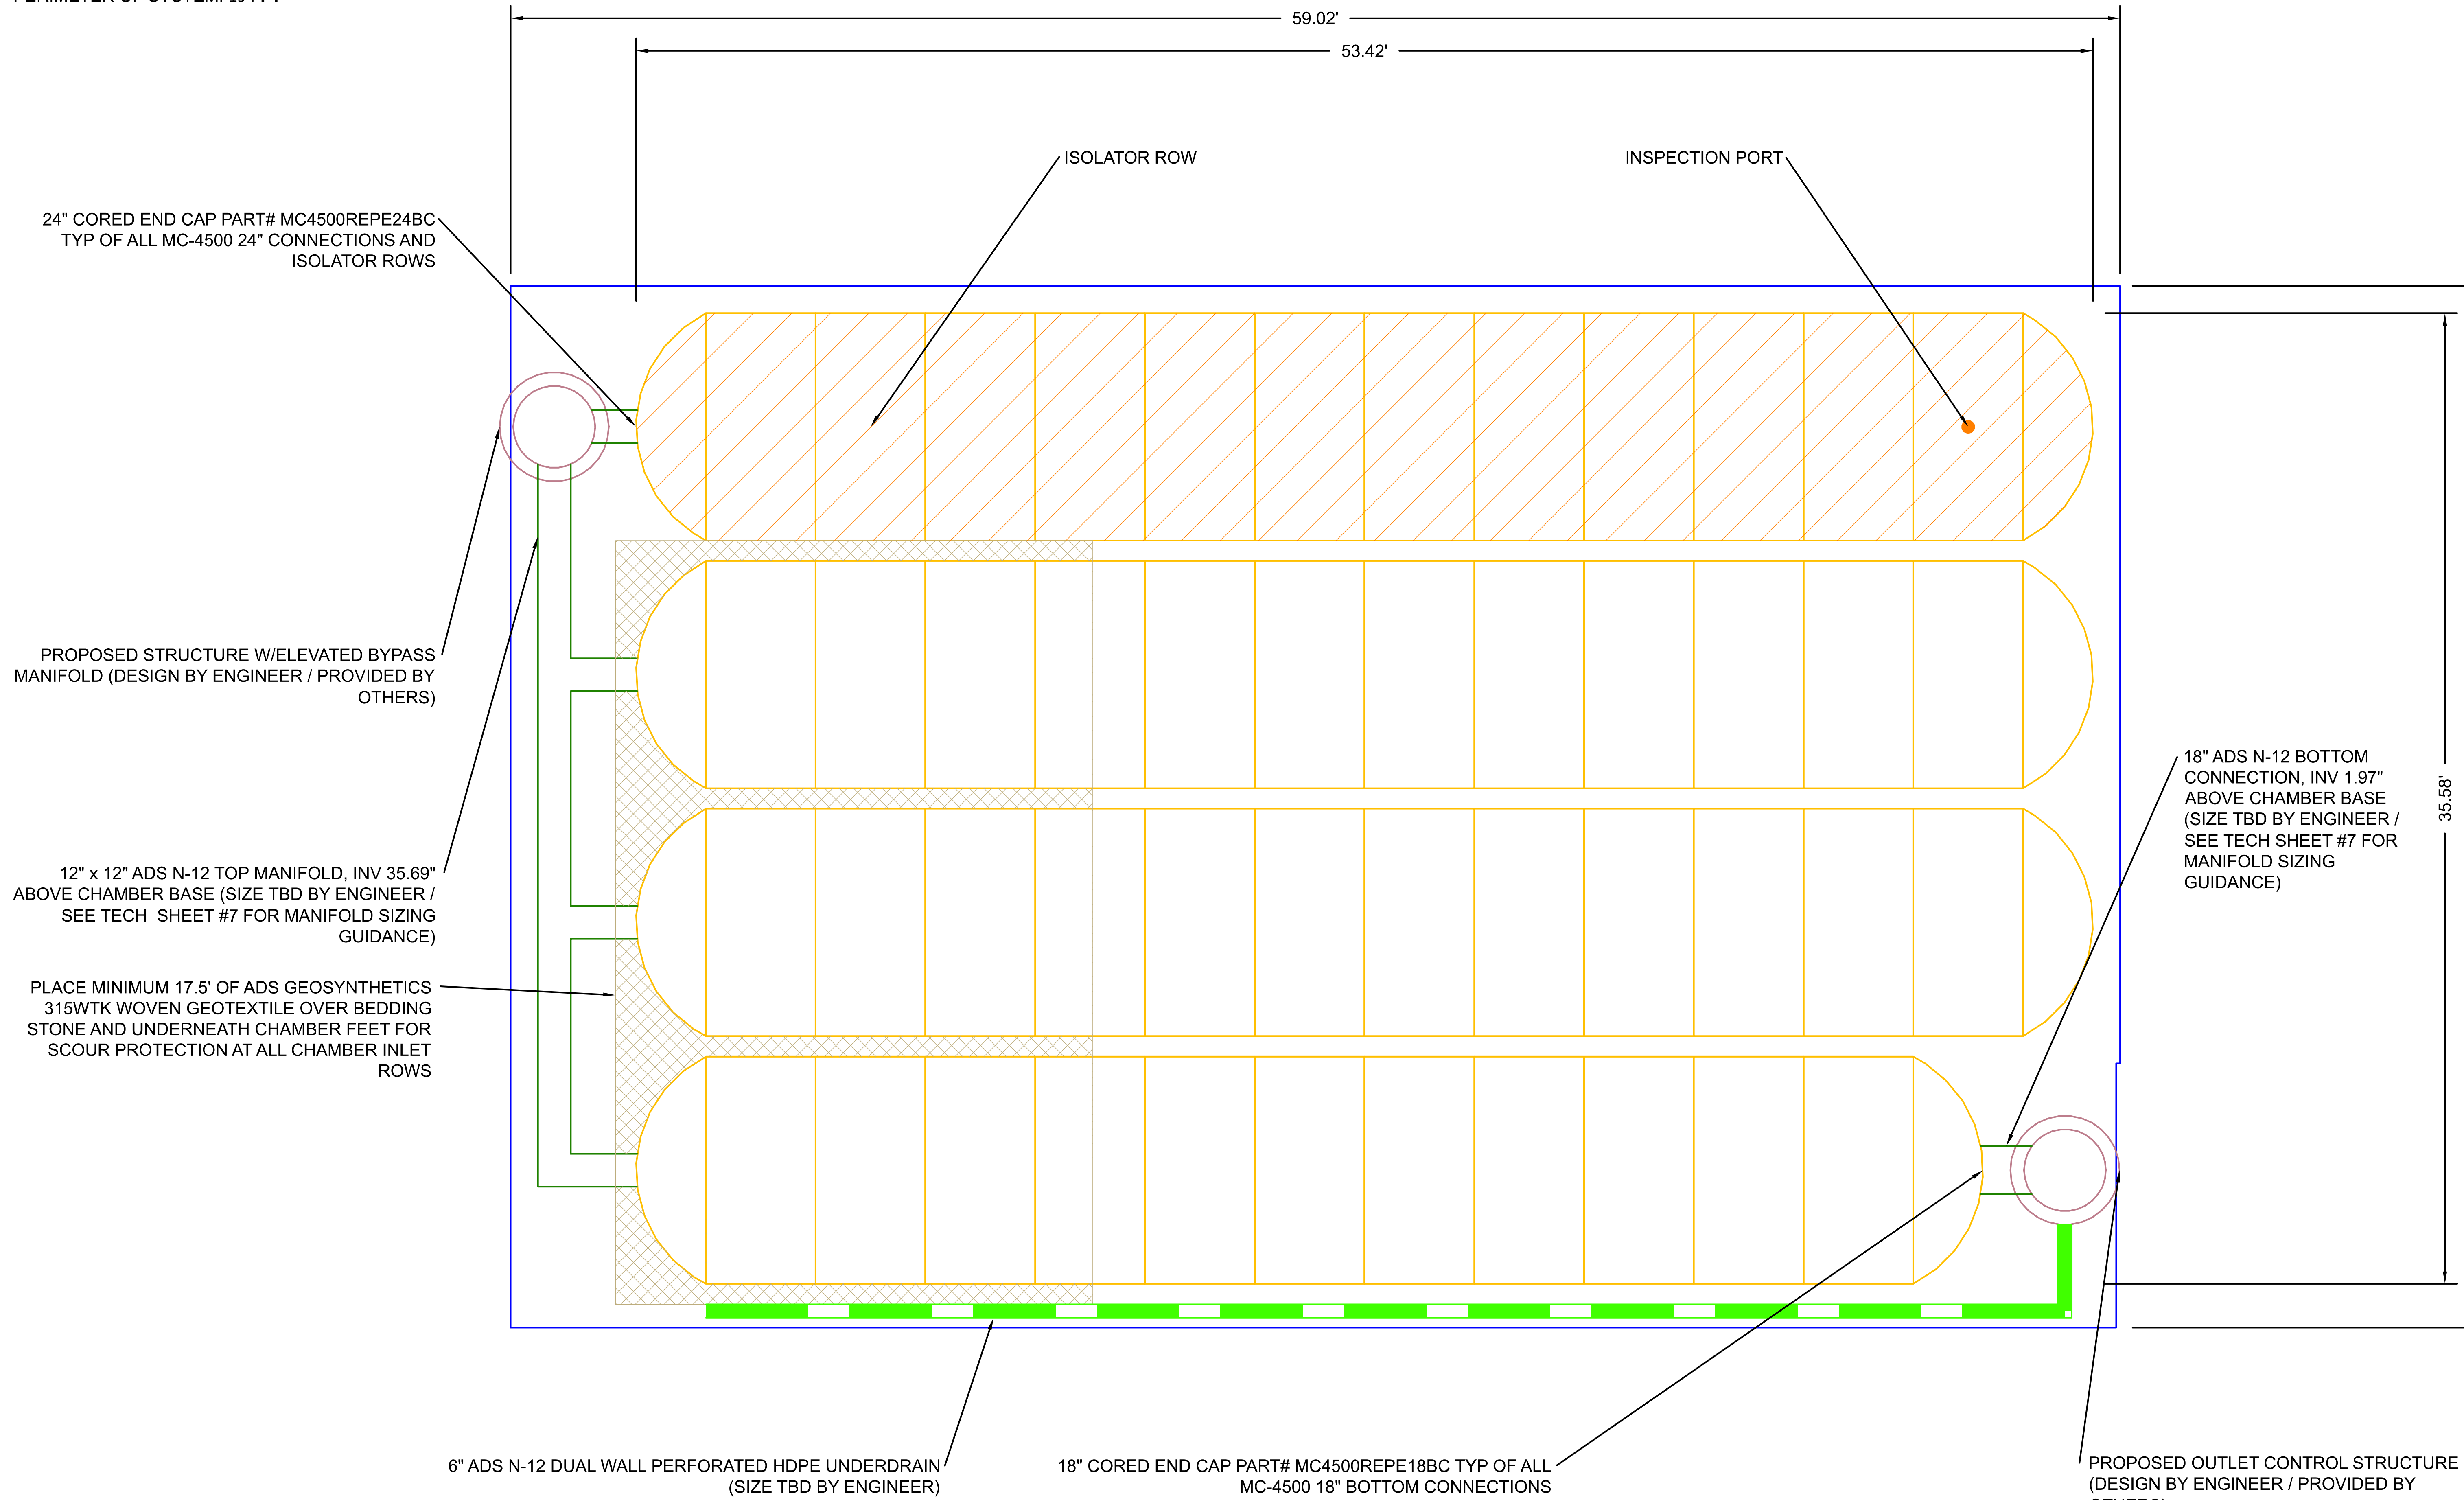 59.02'
53.42'
ISOLATOR ROW
INSPECTION PORT
24" CORED END CAP PART# MC4500REPE24BC
TYP OF ALL MC-4500 24" CONNECTIONS AND
ISOLATOR ROWS
PROPOSED STRUCTURE W/ELEVATED BYPASS
MANIFOLD (DESIGN BY ENGINEER / PROVIDED BY
OTHERS)
18" ADS N-12 BOTTOM
CONNECTION, INV 1.97"
ABOVE CHAMBER BASE
(SIZE TBD BY ENGINEER /
SEE TECH SHEET #7 FOR
MANIFOLD SIZING
GUIDANCE)
35.58'
12" x 12" ADS N-12 TOP MANIFOLD, INV 35.69"
ABOVE CHAMBER BASE (SIZE TBD BY ENGINEER /
SEE TECH SHEET #7 FOR MANIFOLD SIZING
GUIDANCE)
PLACE MINIMUM 17.5' OF ADS GEOSYNTHETICS
315WTK WOVEN GEOTEXTILE OVER BEDDING
STONE AND UNDERNEATH CHAMBER FEET FOR
SCOUR PROTECTION AT ALL CHAMBER INLET
ROWS
6" ADS N-12 DUAL WALL PERFORATED HDPE UNDERDRAIN
(SIZE TBD BY ENGINEER)
18" CORED END CAP PART# MC4500REPE18BC TYP OF ALL
MC-4500 18" BOTTOM CONNECTIONS
PROPOSED OUTLET CONTROL STRUCTURE
(DESIGN BY ENGINEER / PROVIDED BY